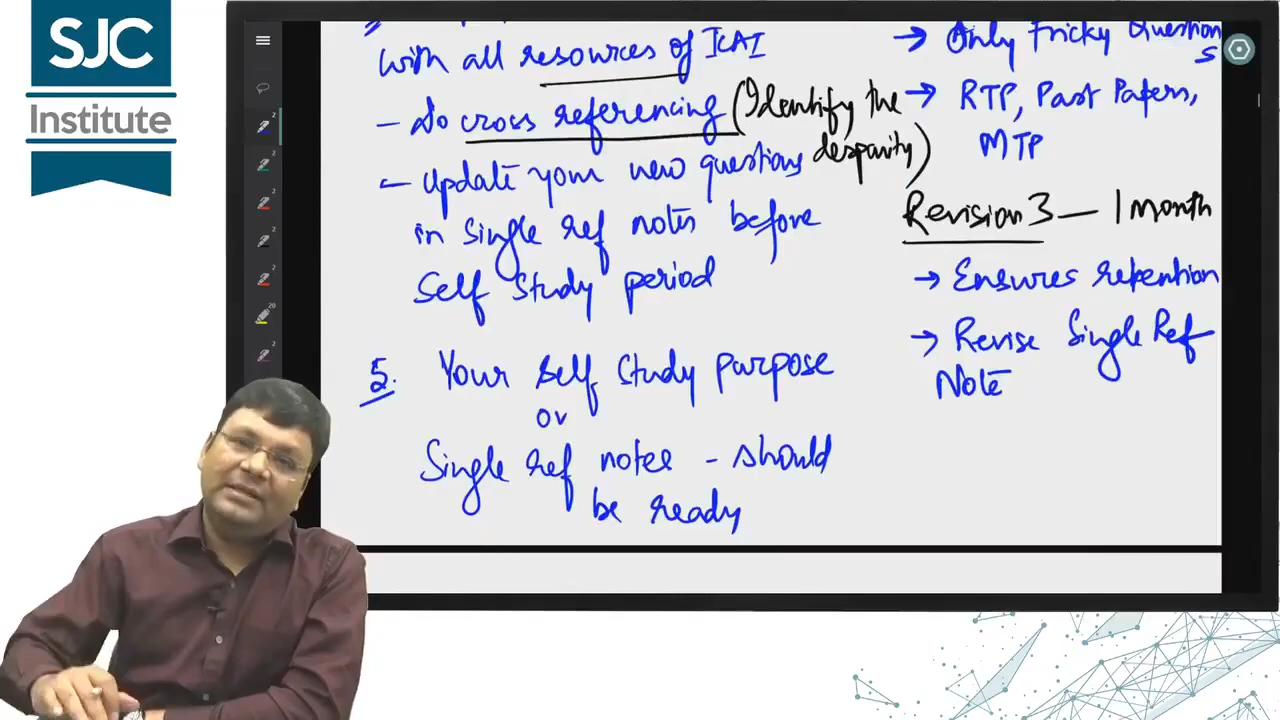 SJC
Institute
with all resources of ICAI
- do cross referencing (Identify the
desparity)
- update your new questions
in single ref notes before
Self Study period
5. Your Self Study purpose
or
Single ref notes - should
be ready
→ Only tricky Questions
→ RTP, Past Papers,
MTP
Revision 3 — 1 month
→ Ensures retention
→ Revise Single Ref
Note